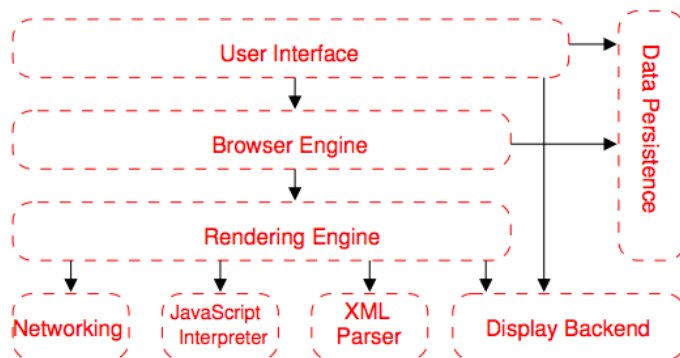 User Interface
Data Persistence
Browser Engine
Rendering Engine
Networking
JavaScript
Interpreter
XML
Parser
Display Backend